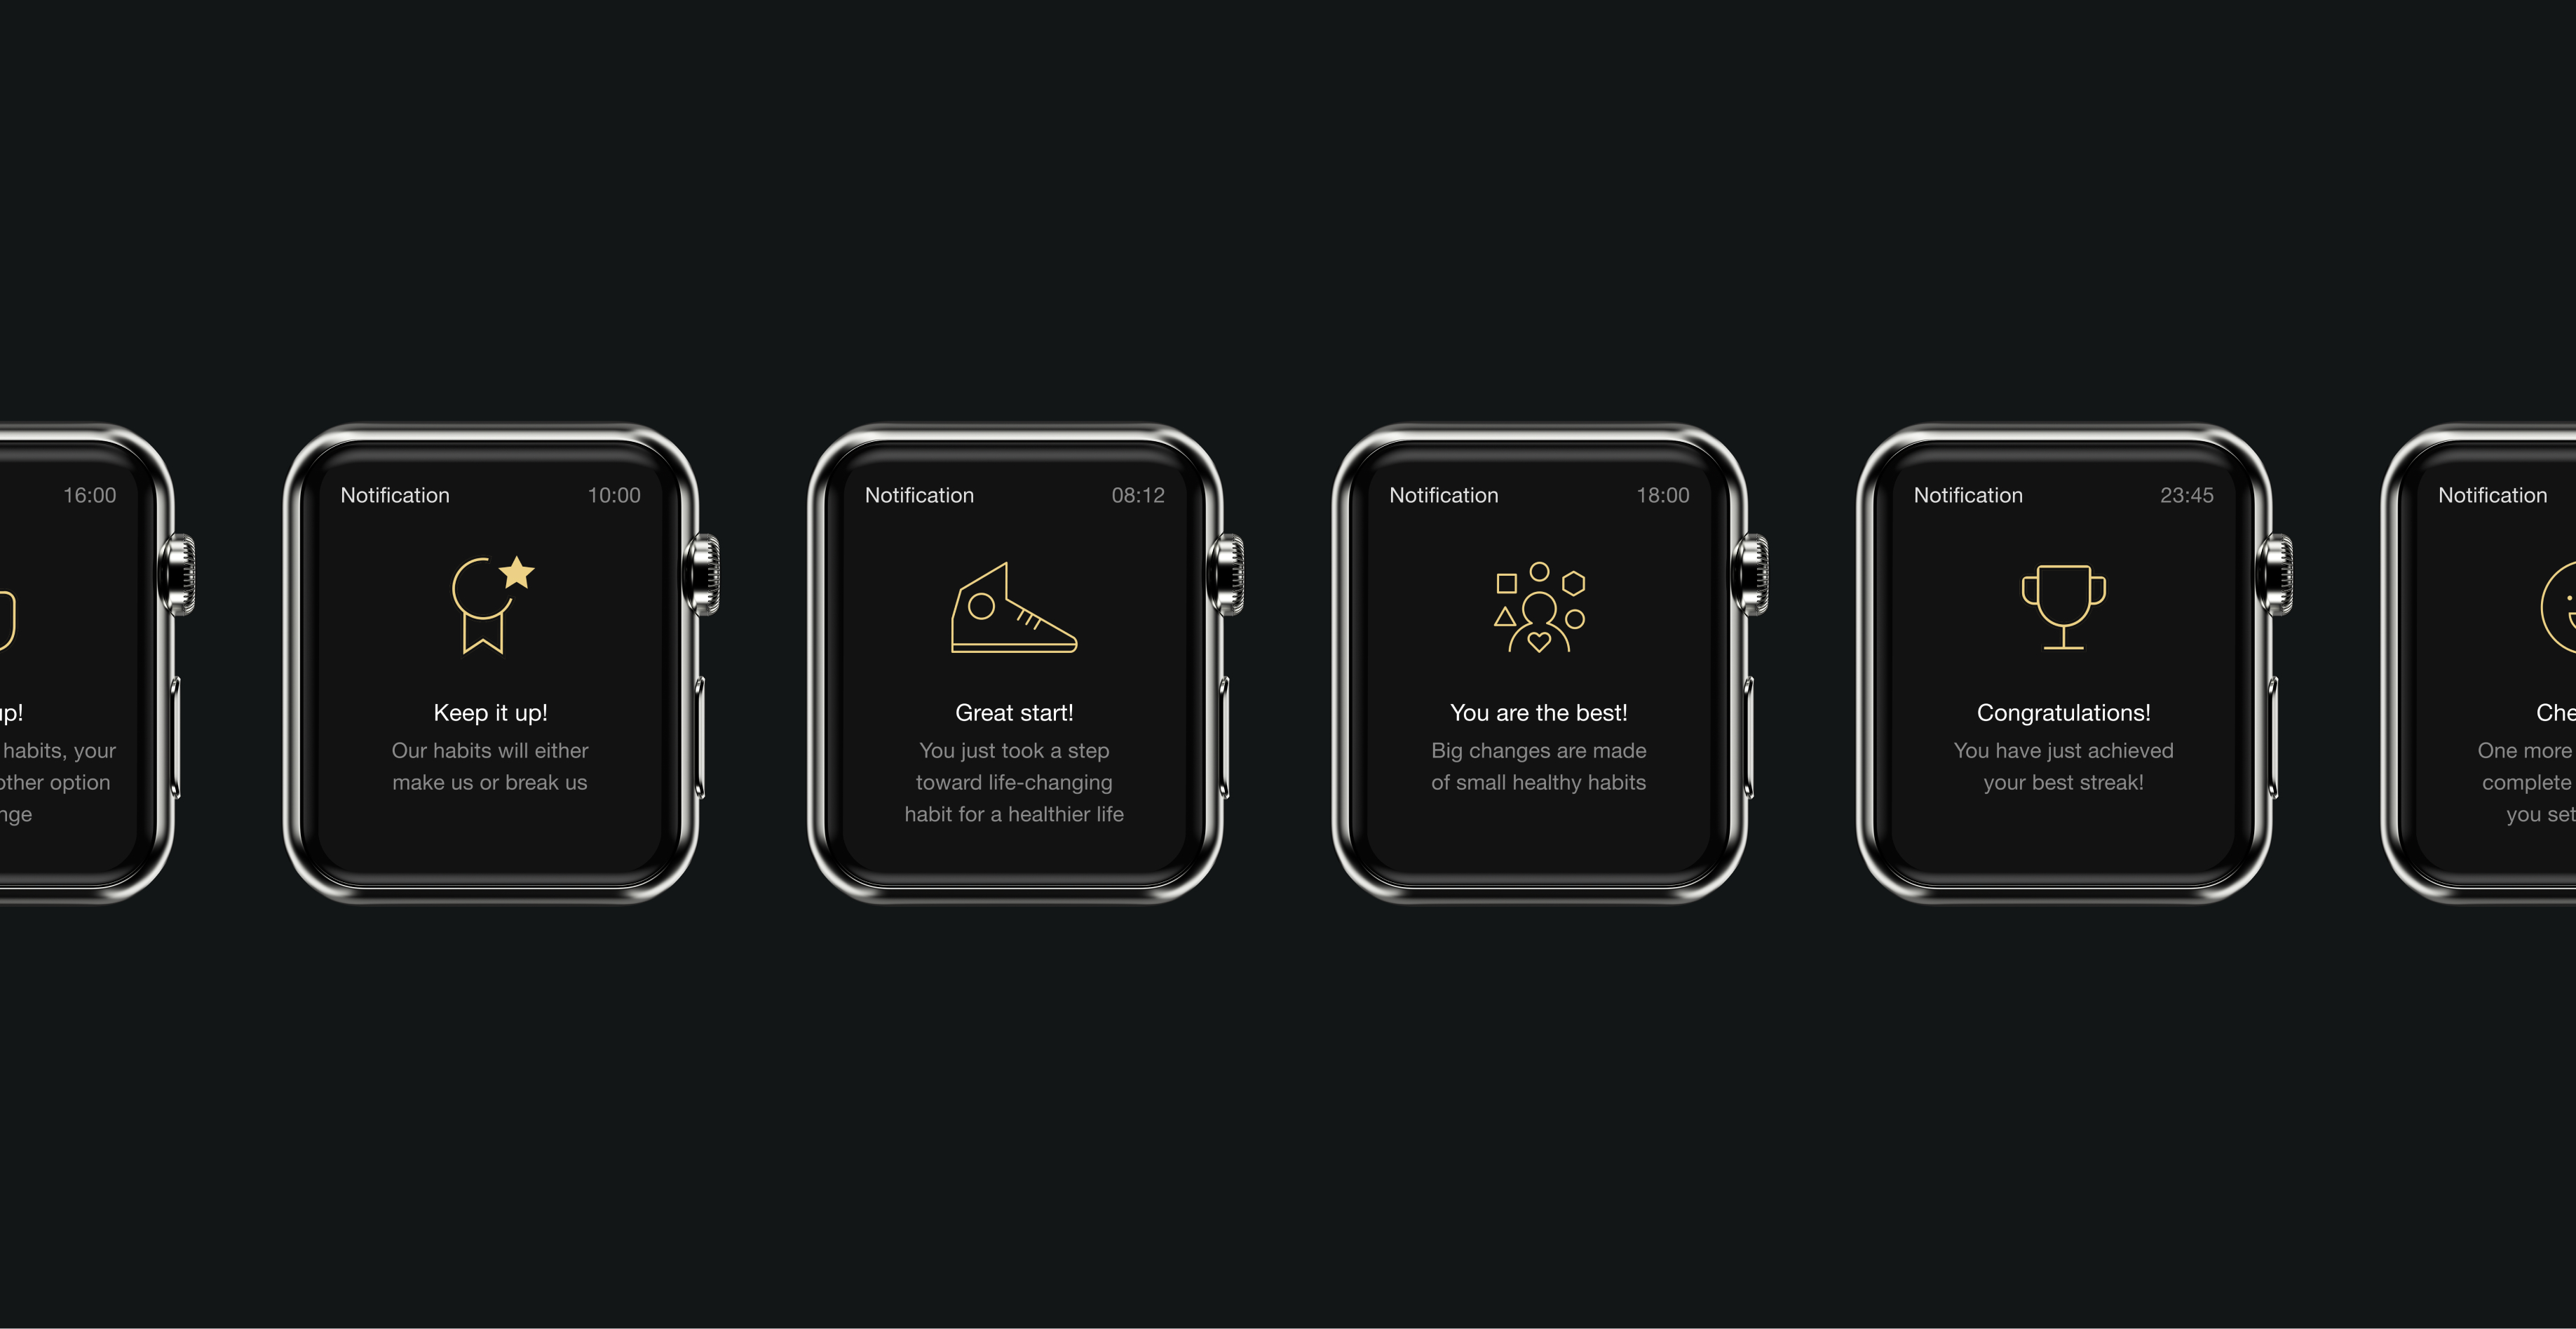 16:00
up!
habits, your
other option
Notification 10:00
Keep it up!
Our habits will either
make us or break us
Notification 08:12
Great start!
You just took a step
toward life-changing
habit for a healthier life
Notification 18:00
You are the best!
Big changes are made
of small healthy habits
Notification 23:45
Congratulations!
You have just achieved
your best streak!
Notification
One more
complete
you set